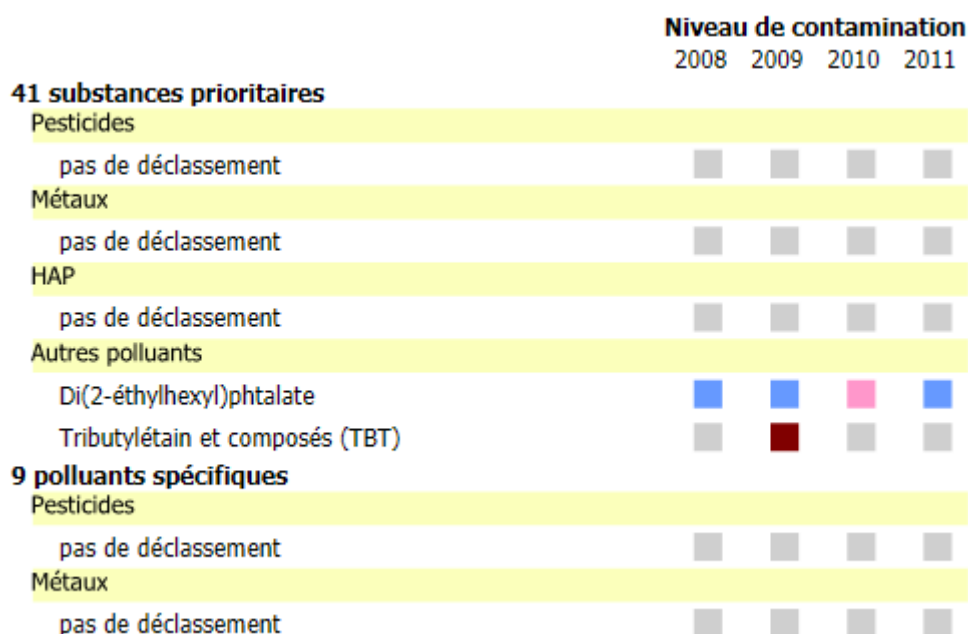 Niveau de contamination
2008 2009 2010 2011
41 substances prioritaires
Pesticides
pas de déclassement
Métaux
pas de déclassement
HAP
pas de déclassement
Autres polluants
Di(2-éthylhexyl)phtalate
Tributylétain et composés (TBT)
9 polluants spécifiques
Pesticides
pas de déclassement
Métaux
pas de déclassement